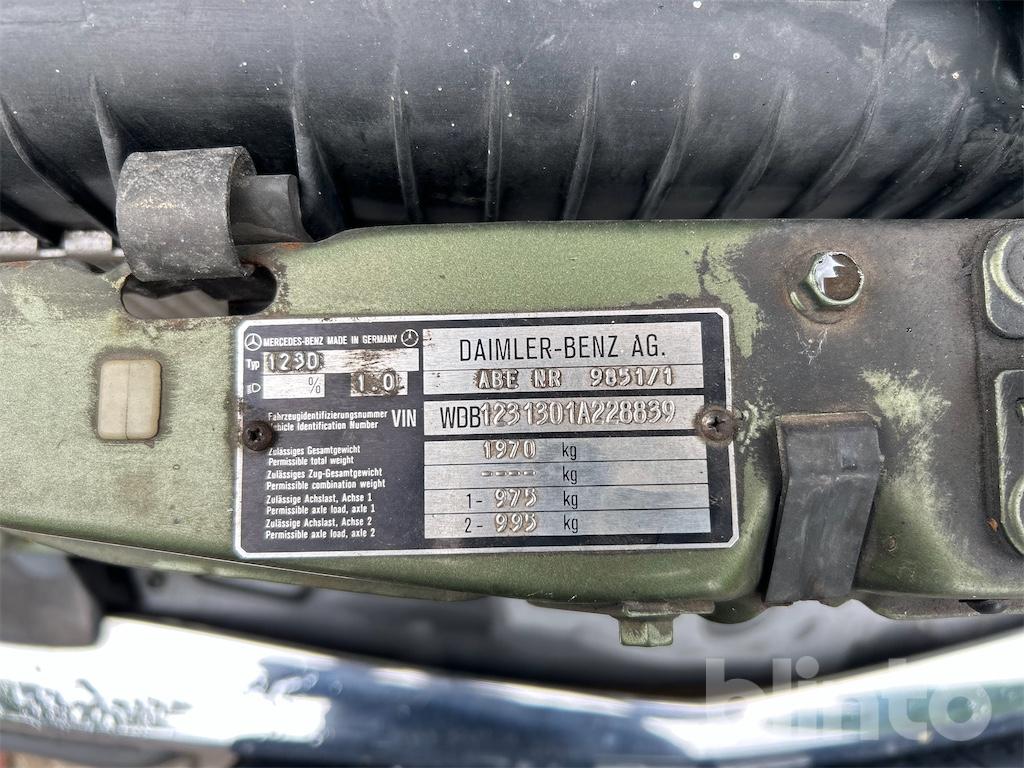 MERCEDES-BENZ MADE IN GERMANY
Typ 123D
% 1.0
DAIMLER-BENZ AG.
ABE NR 9851/1
Fahrzeugidentifizierungsnummer
Vehicle Identification Number VIN
WDB1231301A228839
Zulässiges Gesamtgewicht
Permissible total weight
1970 kg
Zulässiges Zug-Gesamtgewicht
Permissible combination weight
---- kg
Zulässige Achslast, Achse 1
Permissible axle load, axle 1
1- 975 kg
Zulässige Achslast, Achse 2
Permissible axle load, axle 2
2- 995 kg
blinto